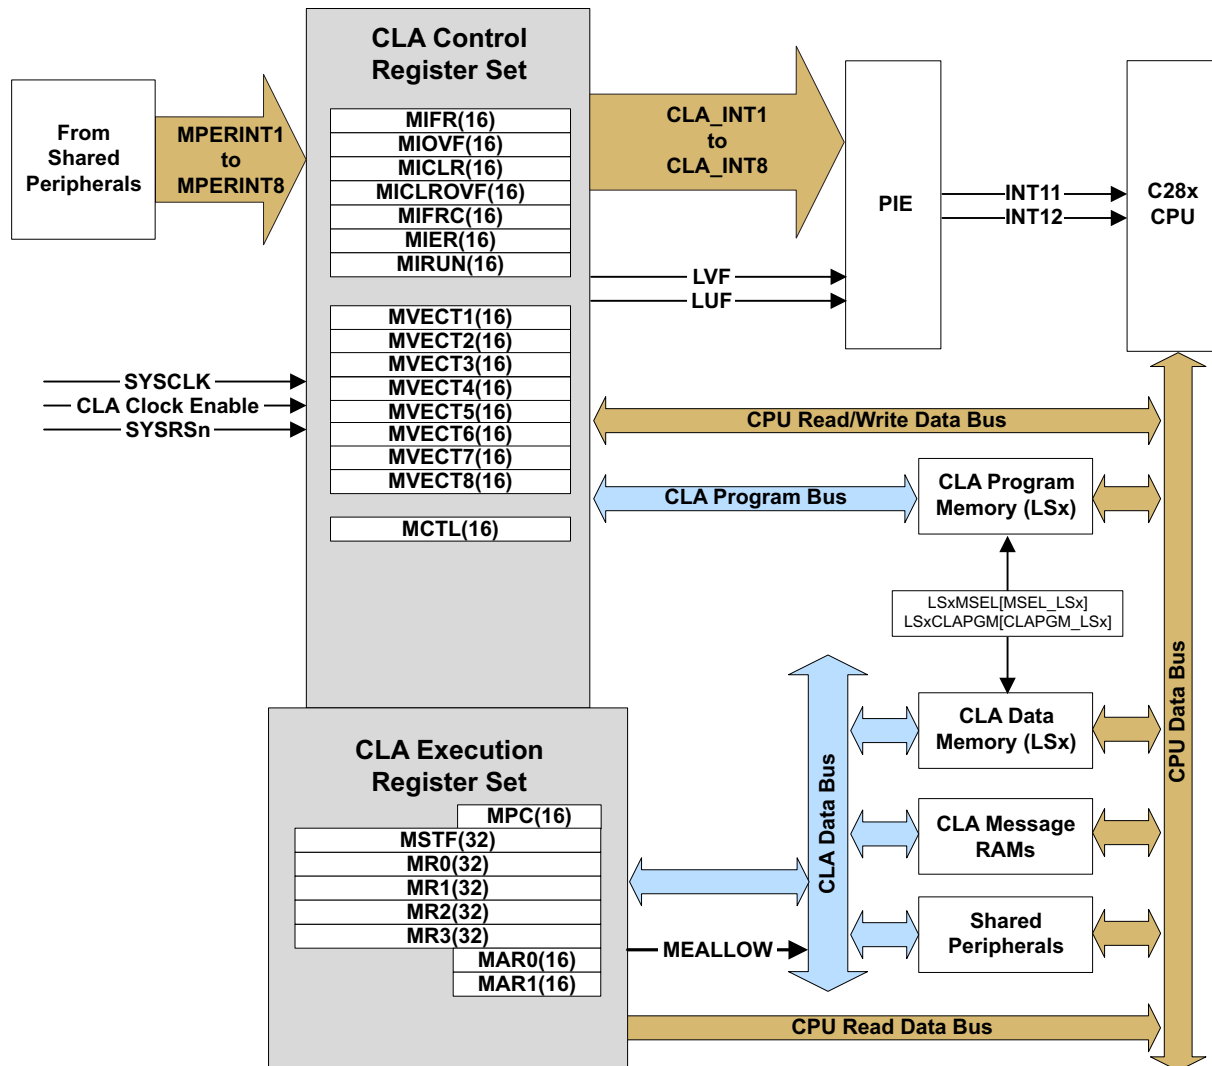 CLA Control
Register Set
MIFR(16)
MIOVF(16)
MICLR(16)
MICLROVF(16)
MIFRC(16)
MIER(16)
MIRUN(16)
MVECT1(16)
MVECT2(16)
MVECT3(16)
MVECT4(16)
MVECT5(16)
MVECT6(16)
MVECT7(16)
MVECT8(16)
MCTL(16)
From
Shared
Peripherals
MPERINT1
to
MPERINT8
CLA_INT1
to
CLA_INT8
LVF
LUF
PIE
INT11
INT12
C28x
CPU
SYSCLK
CLA Clock Enable
SYSRSn
CPU Read/Write Data Bus
CLA Program Bus
CLA Program
Memory (LSx)
LSxMSEL[MSEL_LSx]
LSxCLAPGM[CLAPGM_LSx]
CLA Data
Memory (LSx)
CLA Message
RAMs
Shared
Peripherals
CLA Data Bus
CPU Data Bus
CLA Execution
Register Set
MPC(16)
MSTF(32)
MR0(32)
MR1(32)
MR2(32)
MR3(32)
MAR0(16)
MAR1(16)
MEALLOW
CPU Read Data Bus